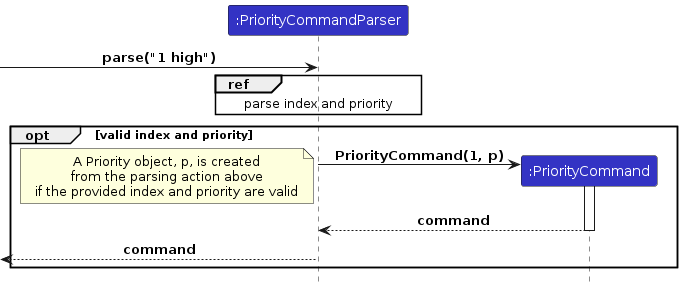 :PriorityCommandParser
parse("1 high")
ref
parse index and priority
opt
[valid index and priority]
A Priority object, p, is created
from the parsing action above
if the provided index and priority are valid
PriorityCommand(1, p)
:PriorityCommand
command
command